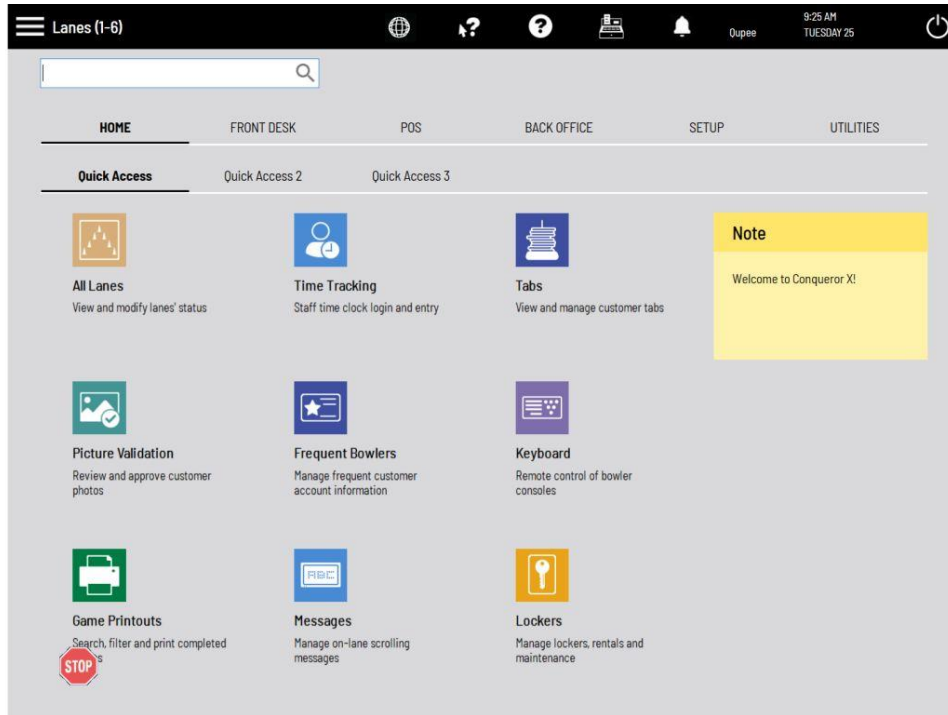 Lanes (1-6)
?
?
Qupee
9:25 AM
TUESDAY 25
HOME
FRONT DESK
POS
BACK OFFICE
SETUP
UTILITIES
Quick Access
Quick Access 2
Quick Access 3
All Lanes
View and modify lanes' status
Time Tracking
Staff time clock login and entry
Tabs
View and manage customer tabs
Note
Welcome to Conqueror X!
Picture Validation
Review and approve customer
photos
Frequent Bowlers
Manage frequent customer
account information
Keyboard
Remote control of bowler
consoles
ABC
Game Printouts
Search, filter and print completed
STOP
Messages
Manage on-lane scrolling
messages
Lockers
Manage lockers, rentals and
maintenance